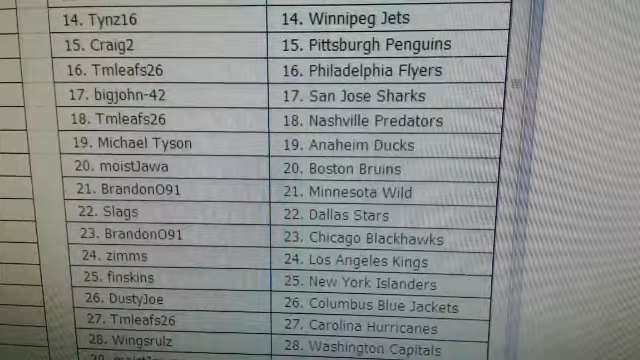 14. Tynz16 14. Winnipeg Jets
15. Craig2 15. Pittsburgh Penguins
16. Tmleafs26 16. Philadelphia Flyers
17. bigjohn-42 17. San Jose Sharks
18. Tmleafs26 18. Nashville Predators
19. Michael Tyson 19. Anaheim Ducks
20. moistJawa 20. Boston Bruins
21. BrandonO91 21. Minnesota Wild
22. Slags 22. Dallas Stars
23. BrandonO91 23. Chicago Blackhawks
24. zimms 24. Los Angeles Kings
25. finskins 25. New York Islanders
26. DustyJoe 26. Columbus Blue Jackets
27. Tmleafs26 27. Carolina Hurricanes
28. Wingsrulz 28. Washington Capitals